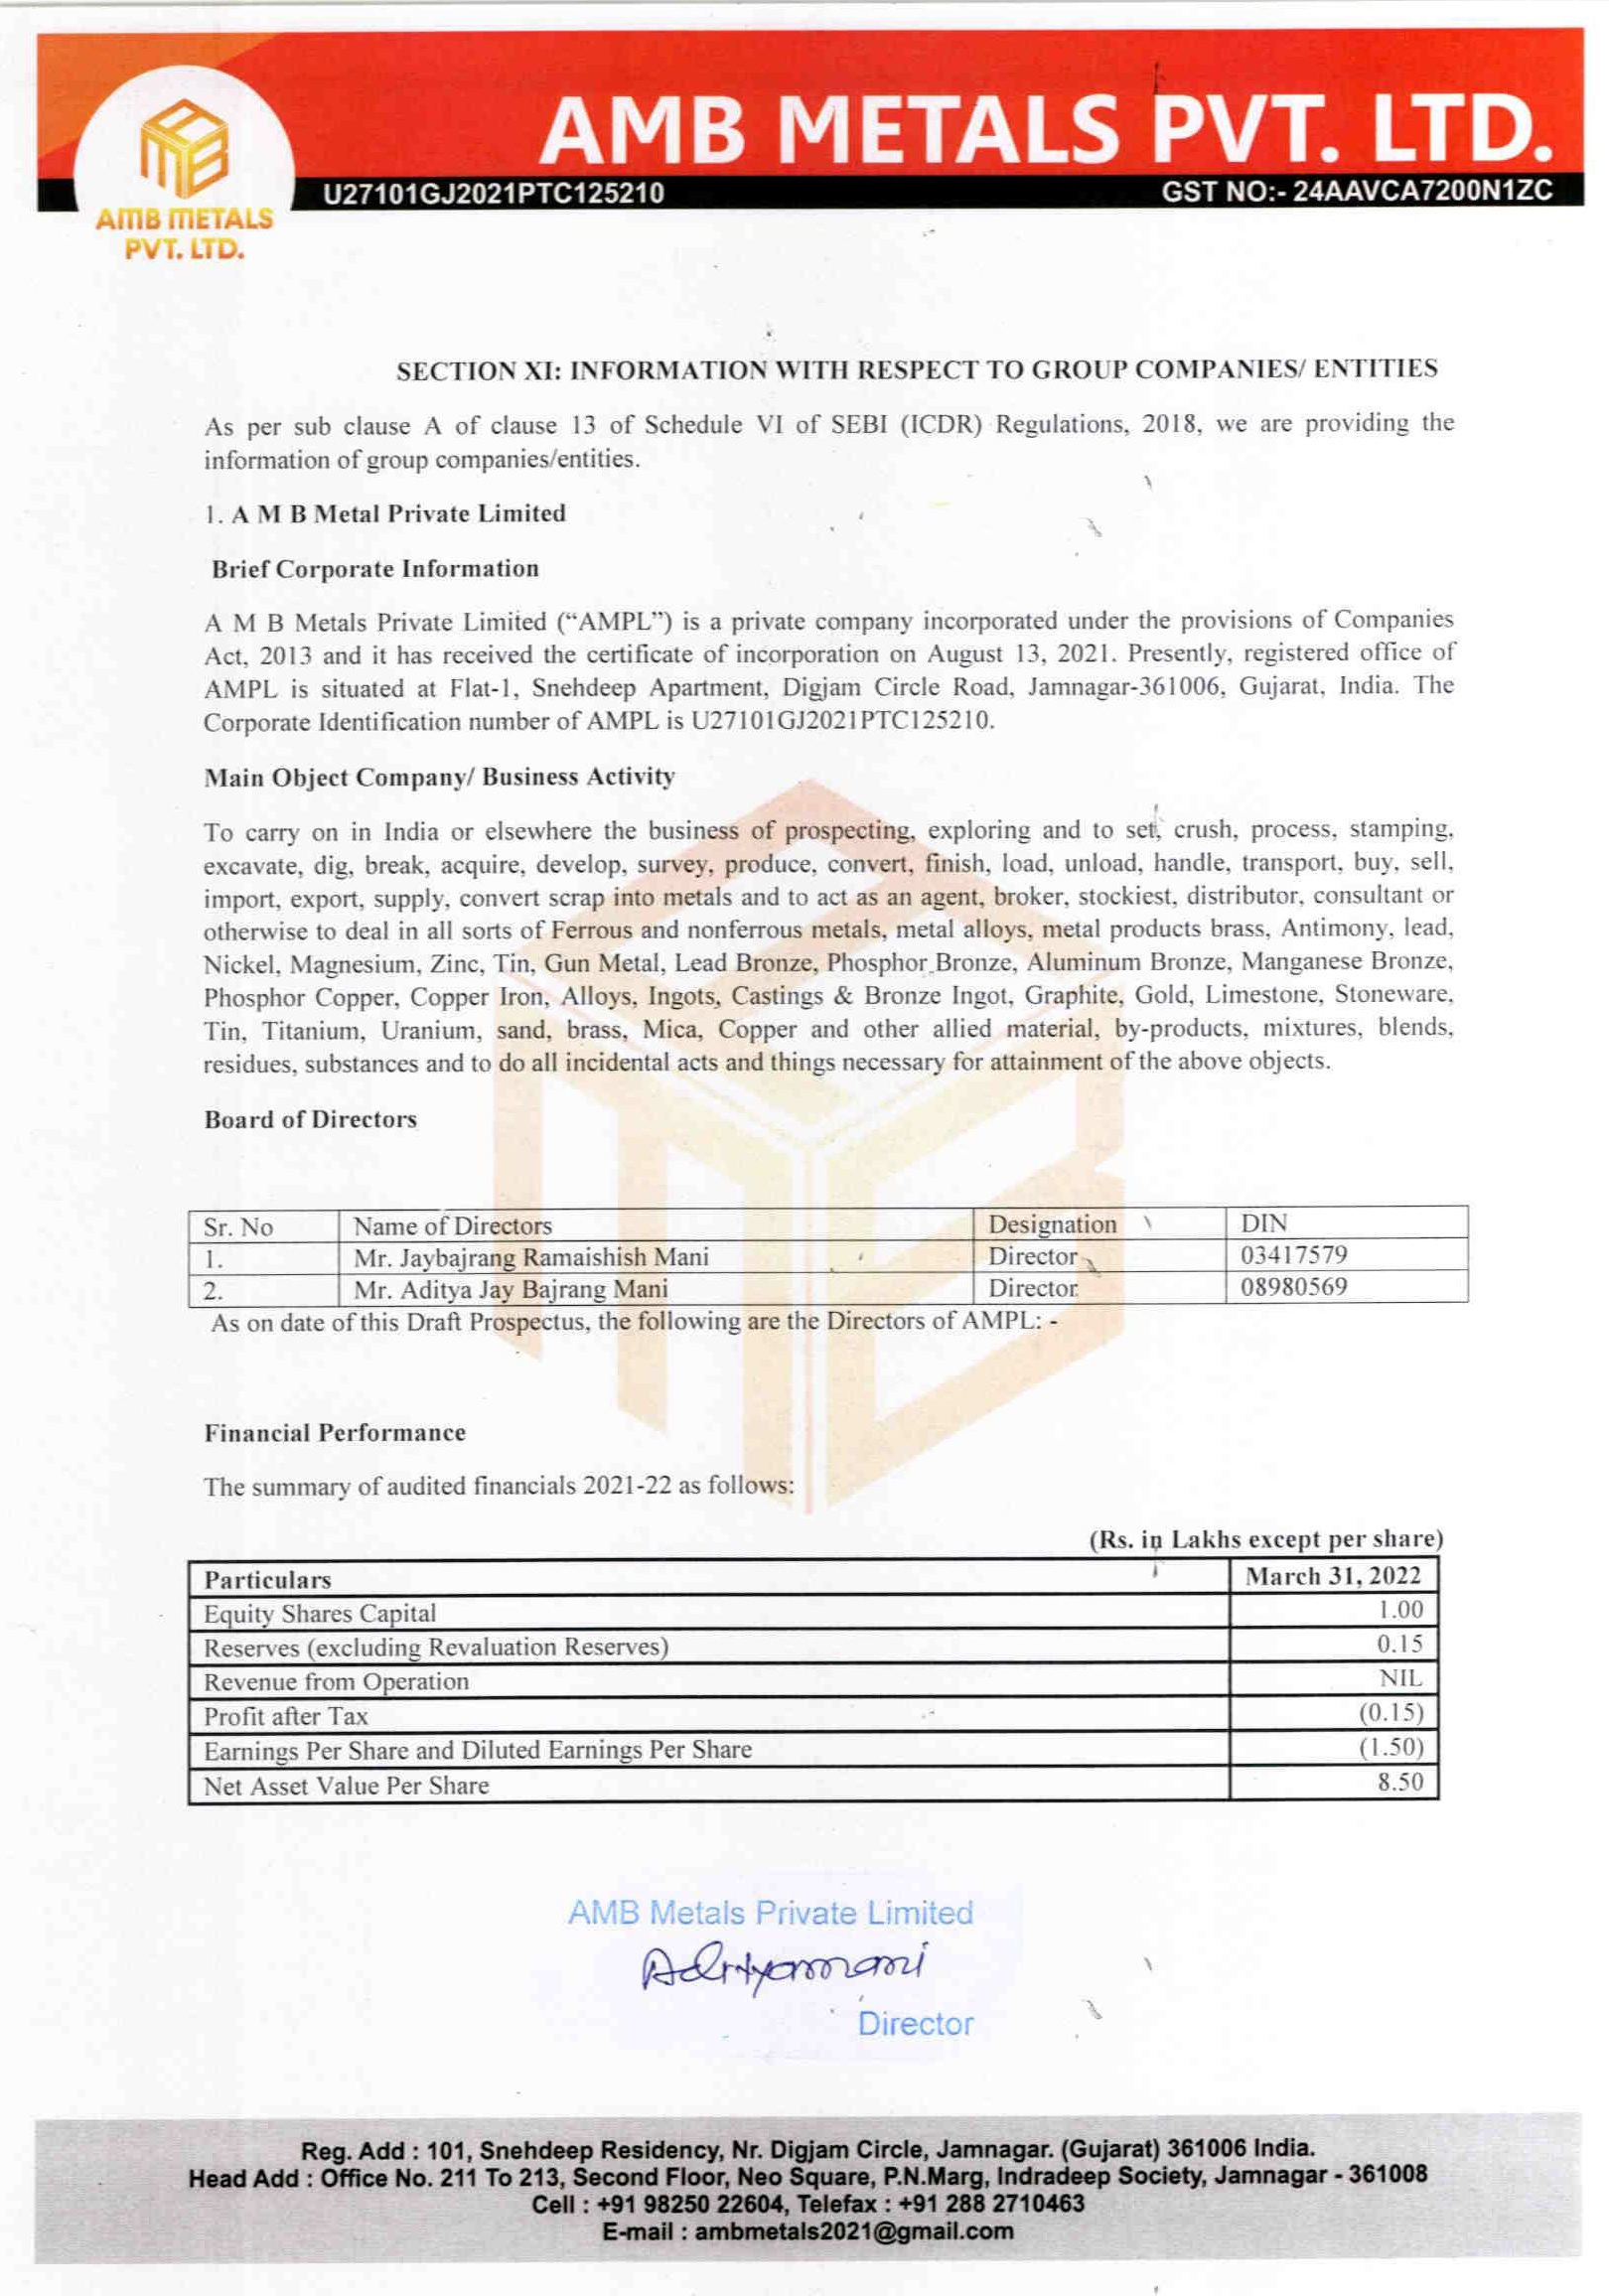 AMB METALS PVT. LTD.
U27101GJ2021PTC125210 GST NO:- 24AAVCA7200N1ZC
AMB METALS
PVT. LTD.
SECTION XI: INFORMATION WITH RESPECT TO GROUP COMPANIES/ ENTITIES
As per sub clause A of clause 13 of Schedule VI of SEBI (ICDR) Regulations, 2018, we are providing the
information of group companies/entities.
1. A M B Metal Private Limited
Brief Corporate Information
A M B Metals Private Limited (“AMPL”) is a private company incorporated under the provisions of Companies
Act, 2013 and it has received the certificate of incorporation on August 13, 2021. Presently, registered office of
AMPL is situated at Flat-1, Snehdeep Apartment, Digjam Circle Road, Jamnagar-361006, Gujarat, India. The
Corporate Identification number of AMPL is U27101GJ2021PTC125210.
Main Object Company/ Business Activity
To carry on in India or elsewhere the business of prospecting, exploring and to set, crush, process, stamping,
excavate, dig, break, acquire, develop, survey, produce, convert, finish, load, unload, handle, transport, buy, sell,
import, export, supply, convert scrap into metals and to act as an agent, broker, stockiest, distributor, consultant or
otherwise to deal in all sorts of Ferrous and nonferrous metals, metal alloys, metal products brass, Antimony, lead,
Nickel, Magnesium, Zinc, Tin, Gun Metal, Lead Bronze, Phosphor Bronze, Aluminum Bronze, Manganese Bronze,
Phosphor Copper, Copper Iron, Alloys, Ingots, Castings & Bronze Ingot, Graphite, Gold, Limestone, Stoneware,
Tin, Titanium, Uranium, sand, brass, Mica, Copper and other allied material, by-products, mixtures, blends,
residues, substances and to do all incidental acts and things necessary for attainment of the above objects.
Board of Directors
Sr. No Name of Directors Designation DIN
1. Mr. Jaybajrang Ramaishish Mani Director 03417579
2. Mr. Aditya Jay Bajrang Mani Director 08980569
As on date of this Draft Prospectus, the following are the Directors of AMPL: -
Financial Performance
The summary of audited financials 2021-22 as follows:
(Rs. in Lakhs except per share)
Particulars March 31, 2022
Equity Shares Capital 1.00
Reserves (excluding Revaluation Reserves) 0.15
Revenue from Operation NIL
Profit after Tax (0.15)
Earnings Per Share and Diluted Earnings Per Share (1.50)
Net Asset Value Per Share 8.50
AMB Metals Private Limited
Adityamani
Director
Reg. Add : 101, Snehdeep Residency, Nr. Digjam Circle, Jamnagar. (Gujarat) 361006 India.
Head Add : Office No. 211 To 213, Second Floor, Neo Square, P.N.Marg, Indradeep Society, Jamnagar - 361008
Cell : +91 98250 22604, Telefax : +91 288 2710463
E-mail : ambmetals2021@gmail.com